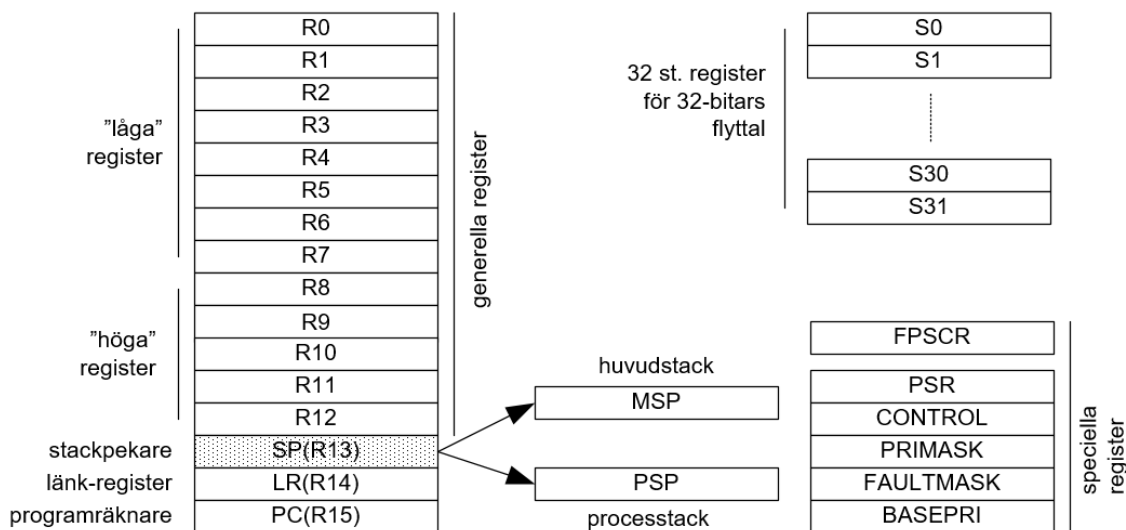 R0
R1
R2
R3
R4
R5
R6
R7
R8
R9
R10
R11
R12
SP(R13)
LR(R14)
PC(R15)
”låga”
register
”höga”
register
stackpekare
länk-register
programräknare
generella register
huvudstack
MSP
PSP
processtack
32 st. register
för 32-bitars
flyttal
S0
S1
S30
S31
FPSCR
PSR
CONTROL
PRIMASK
FAULTMASK
BASEPRI
speciella
register